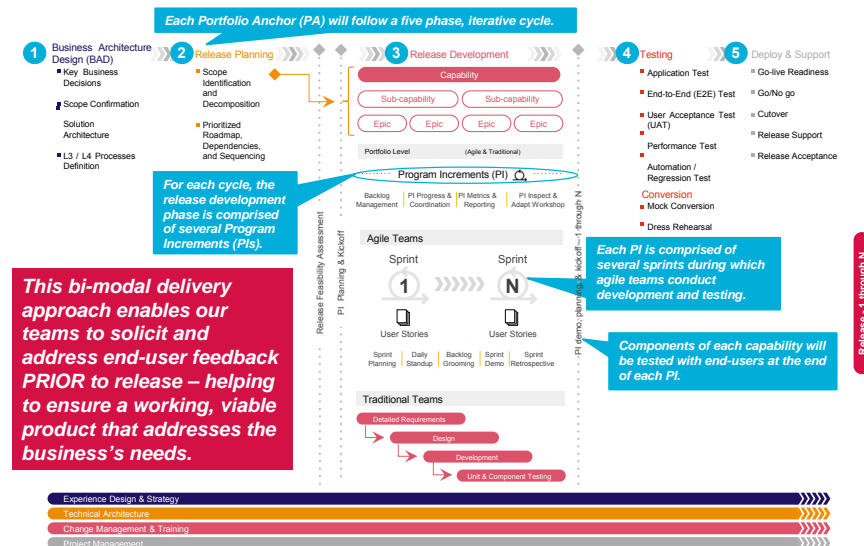 Each Portfolio Anchor (PA) will follow a five phase, iterative cycle.
1
Business Architecture
Design (BAD)
Key Business
Decisions
Scope Confirmation
Solution
Architecture
L3 / L4 Processes
Definition
2
Release Planning
Scope
Identification
and
Decomposition
Prioritized
Roadmap,
Dependencies,
and Sequencing
3
Release Development
Capability
Sub-capability
Sub-capability
Epic
Epic
Epic
Epic
Portfolio Level
(Agile & Traditional)
Program Increments (PI)
Backlog
Management
PI Progress &
Coordination
PI Metrics &
Reporting
PI Inspect &
Adapt Workshop
Agile Teams
Sprint
1
User Stories
Sprint
N
User Stories
Sprint
Planning
Daily
Standup
Backlog
Grooming
Sprint
Demo
Sprint
Retrospective
Traditional Teams
Detailed Requirements
Design
Development
Unit & Component Testing
Release Feasibility Assessment
PI Planning & Kickoff
PI demo, planning, & kickoff – 1 through N
4
Testing
Application Test
End-to-End (E2E) Test
User Acceptance Test
(UAT)
Performance Test
Automation /
Regression Test
Conversion
Mock Conversion
Dress Rehearsal
5
Deploy & Support
Go-live Readiness
Go/No go
Cutover
Release Support
Release Acceptance
For each cycle, the
release development
phase is comprised
of several Program
Increments (PIs).
This bi-modal delivery
approach enables our
teams to solicit and
address end-user feedback
PRIOR to release – helping
to ensure a working, viable
product that addresses the
business's needs.
Each PI is comprised of
several sprints during which
agile teams conduct
development and testing.
Components of each capability will
be tested with end-users at the end
of each PI.
Release -1 through N
Experience Design & Strategy
Technical Architecture
Change Management & Training
Project Management